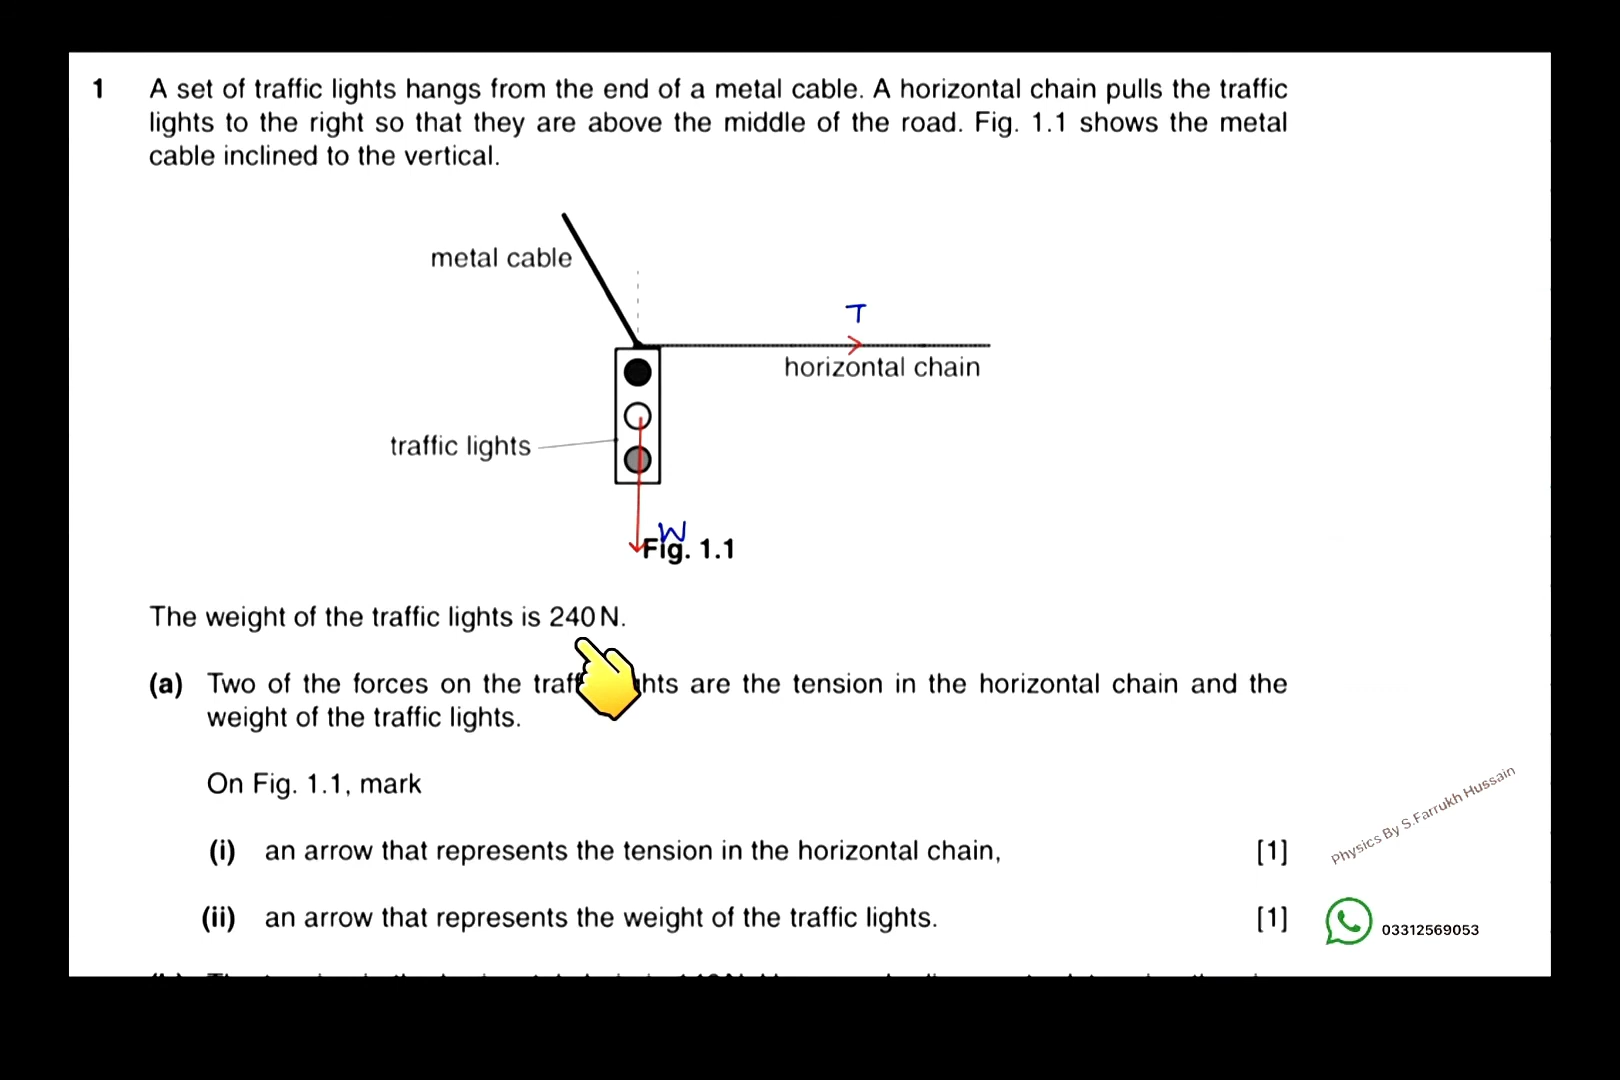 1 A set of traffic lights hangs from the end of a metal cable. A horizontal chain pulls the traffic
lights to the right so that they are above the middle of the road. Fig. 1.1 shows the metal
cable inclined to the vertical.
metal cable
T
horizontal chain
traffic lights
W
Fig. 1.1
The weight of the traffic lights is 240 N.
(a) Two of the forces on the traf hts are the tension in the horizontal chain and the
weight of the traffic lights.
On Fig. 1.1, mark
(i) an arrow that represents the tension in the horizontal chain, [1]
(ii) an arrow that represents the weight of the traffic lights. [1]
Physics By S.Farrukh Hussain
03312569053